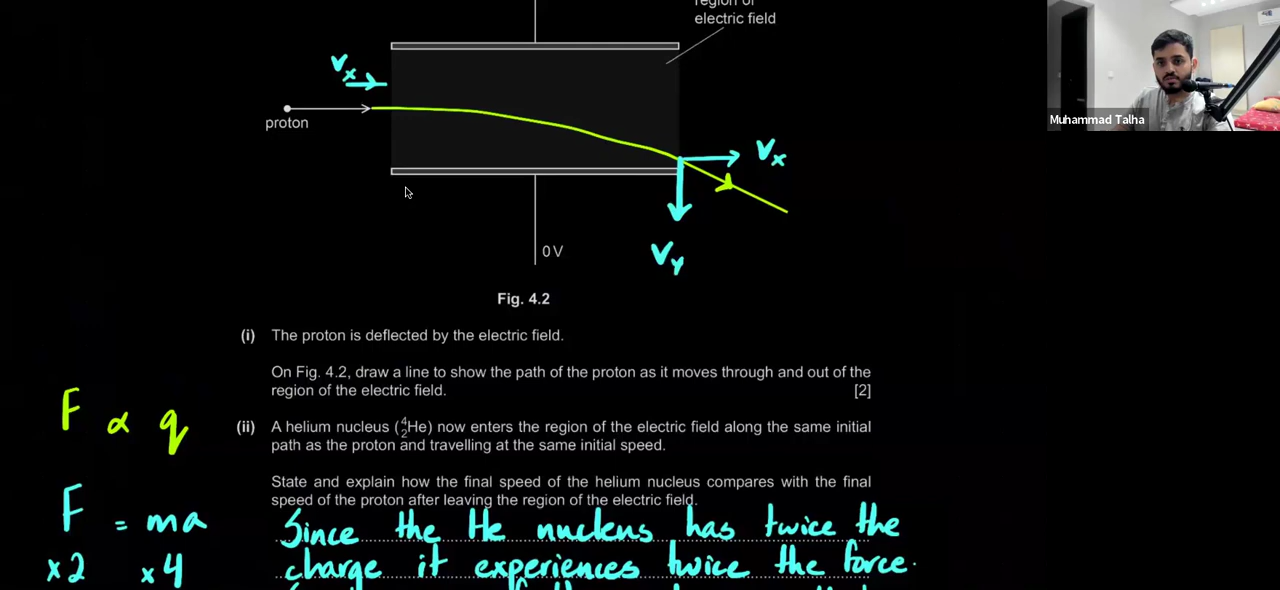 region of
electric field
Vx
proton
Vx
Vy
0 V
Fig. 4.2
Muhammad Talha
(i) The proton is deflected by the electric field.
On Fig. 4.2, draw a line to show the path of the proton as it moves through and out of the
region of the electric field. [2]
(ii) A helium nucleus (⁴₂He) now enters the region of the electric field along the same initial
path as the proton and travelling at the same initial speed.
State and explain how the final speed of the helium nucleus compares with the final
speed of the proton after leaving the region of the electric field.
F ∝ q
F = ma
×2 ×4
Since the He nucleus has twice the
charge it experiences twice the force.